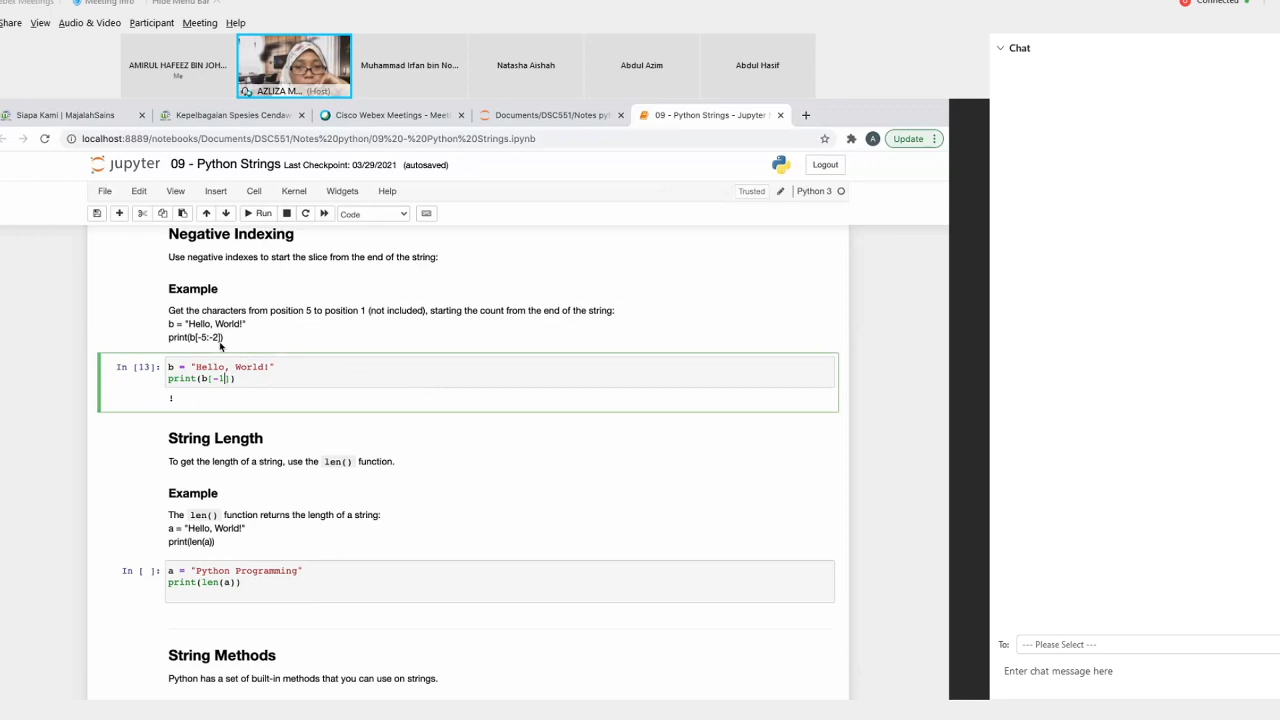 Meeting Info
Hide Menu Bar
Connected
Share View Audio & Video Participant Meeting Help
Chat
AMIRUL HAFEEZ BIN JOH...
Me
AZLIZA M... (Host)
Muhammad Irfan bin No...
Natasha Aishah
Abdul Azim
Abdul Hasif
Siapa Kami | MajalahSains
Kepelbagaian Spesies Cendaw
Cisco Webex Meetings - Meet
Documents/DSC551/Notes pyt
09 - Python Strings - Jupyter
localhost:8889/notebooks/Documents/DSC551/Notes%20python/09%20-%20Python%20Strings.ipynb
A
Update
jupyter 09 - Python Strings Last Checkpoint: 03/29/2021 (autosaved)
Logout
File Edit View Insert Cell Kernel Widgets Help
Trusted
Python 3
Run
Code
Negative Indexing
Use negative indexes to start the slice from the end of the string:
Example
Get the characters from position 5 to position 1 (not included), starting the count from the end of the string:
b = "Hello, World!"
print(b[-5:-2])
In [13]: b = "Hello, World!"
print(b[-1])
!
String Length
To get the length of a string, use the len() function.
Example
The len() function returns the length of a string:
a = "Hello, World!"
print(len(a))
In [ ]: a = "Python Programming"
print(len(a))
String Methods
Python has a set of built-in methods that you can use on strings.
To: --- Please Select ---
Enter chat message here